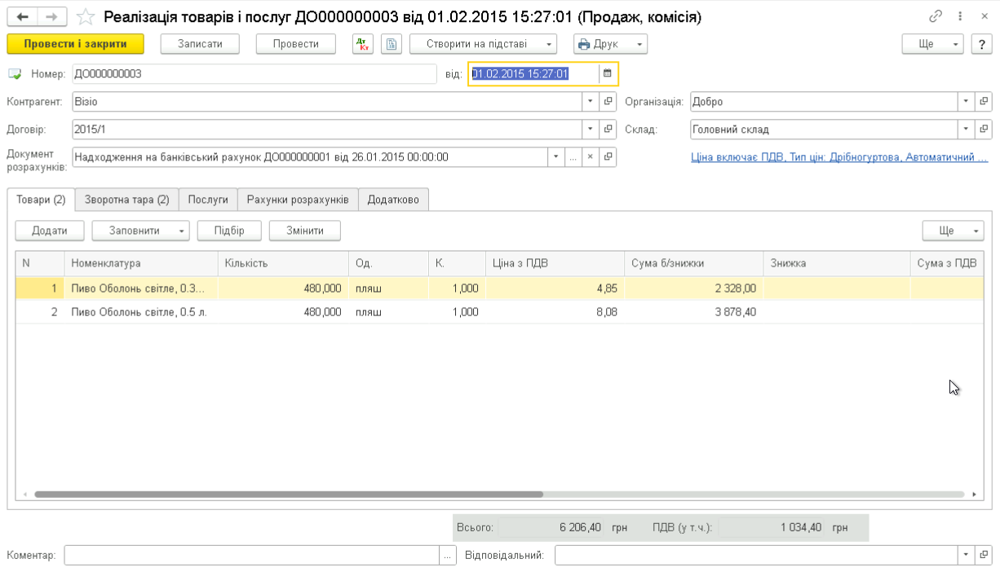 Реалізація товарів і послуг ДО000000003 від 01.02.2015 15:27:01 (Продаж, комісія)
Провести і закрити Записати Провести Дт Кт Створити на підставі Друк Ще ?
Номер: ДО000000003 від: 01.02.2015 15:27:01
Контрагент: Візіо Організація: Добро
Договір: 2015/1 Склад: Головний склад
Документ розрахунків: Надходження на банківський рахунок ДО000000001 від 26.01.2015 00:00:00 ... Ціна включає ПДВ, Тип цін: Дрібногуртова, Автоматичний ...
Товари (2) Зворотна тара (2) Послуги Рахунки розрахунків Додатково
Додати Заповнити Підбір Змінити Ще
N Номенклатура Кількість Од. К. Ціна з ПДВ Сума б/знижки Знижка Сума з ПДВ
1 Пиво Оболонь світле, 0.3... 480,000 пляш 1,000 4,85 2 328,00
2 Пиво Оболонь світле, 0.5 л. 480,000 пляш 1,000 8,08 3 878,40
Всього: 6 206,40 грн ПДВ (у т.ч.): 1 034,40 грн
Коментар: ... Відповідальний: